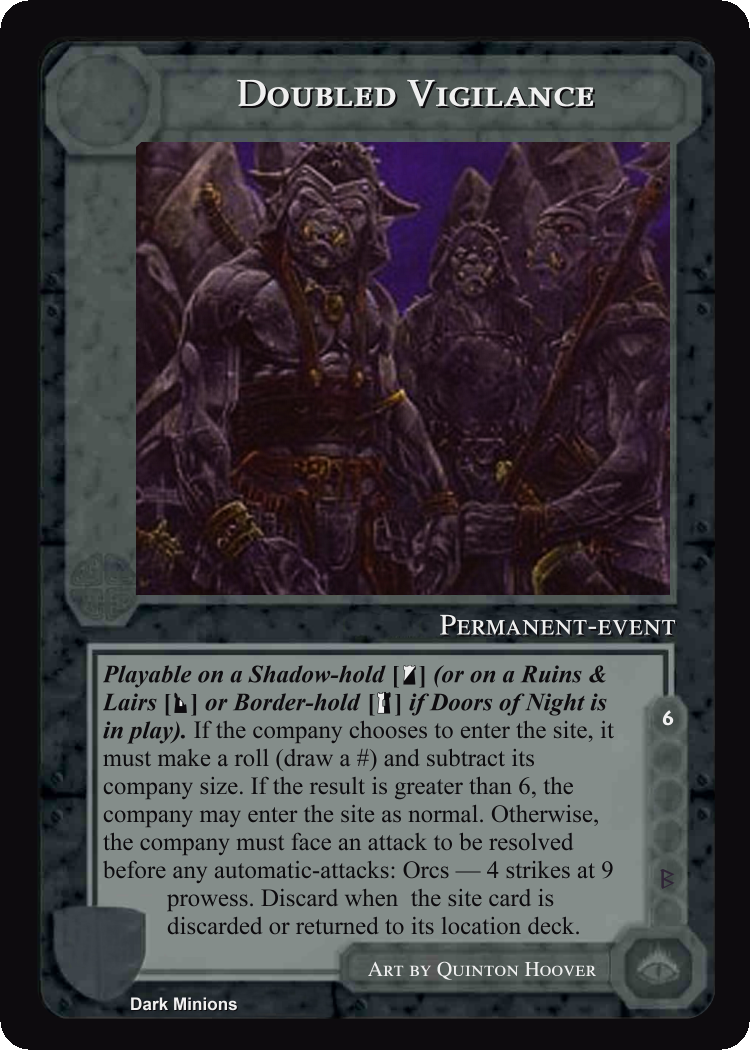 Doubled Vigilance
Permanent-event
Playable on a Shadow-hold [] (or on a Ruins &
Lairs [] or Border-hold [] if Doors of Night is
in play). If the company chooses to enter the site, it
must make a roll (draw a #) and subtract its
company size. If the result is greater than 6, the
company may enter the site as normal. Otherwise,
the company must face an attack to be resolved
before any automatic-attacks: Orcs — 4 strikes at 9
prowess. Discard when the site card is
discarded or returned to its location deck.
6
B
Art by Quinton Hoover
Dark Minions